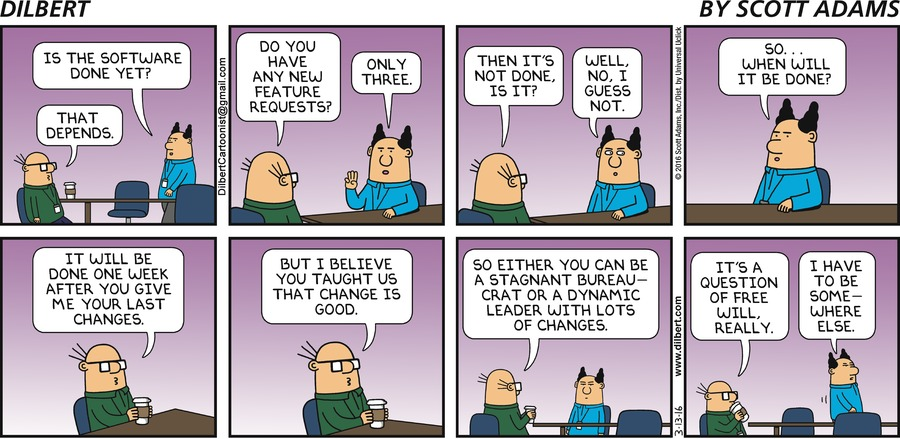 DILBERT
BY SCOTT ADAMS
IS THE SOFTWARE
DONE YET?
THAT
DEPENDS.
DilbertCartoonist@gmail.com
DO YOU
HAVE
ANY NEW
FEATURE
REQUESTS?
ONLY
THREE.
THEN IT'S
NOT DONE,
IS IT?
WELL,
NO, I
GUESS
NOT.
© 2016 Scott Adams, Inc./Dist. by Universal Uclick
SO...
WHEN WILL
IT BE DONE?
IT WILL BE
DONE ONE WEEK
AFTER YOU GIVE
ME YOUR LAST
CHANGES.
BUT I BELIEVE
YOU TAUGHT US
THAT CHANGE IS
GOOD.
SO EITHER YOU CAN BE
A STAGNANT BUREAU-
CRAT OR A DYNAMIC
LEADER WITH LOTS
OF CHANGES.
3-13-16 www.dilbert.com
IT'S A
QUESTION
OF FREE
WILL,
REALLY.
I HAVE
TO BE
SOME-
WHERE
ELSE.